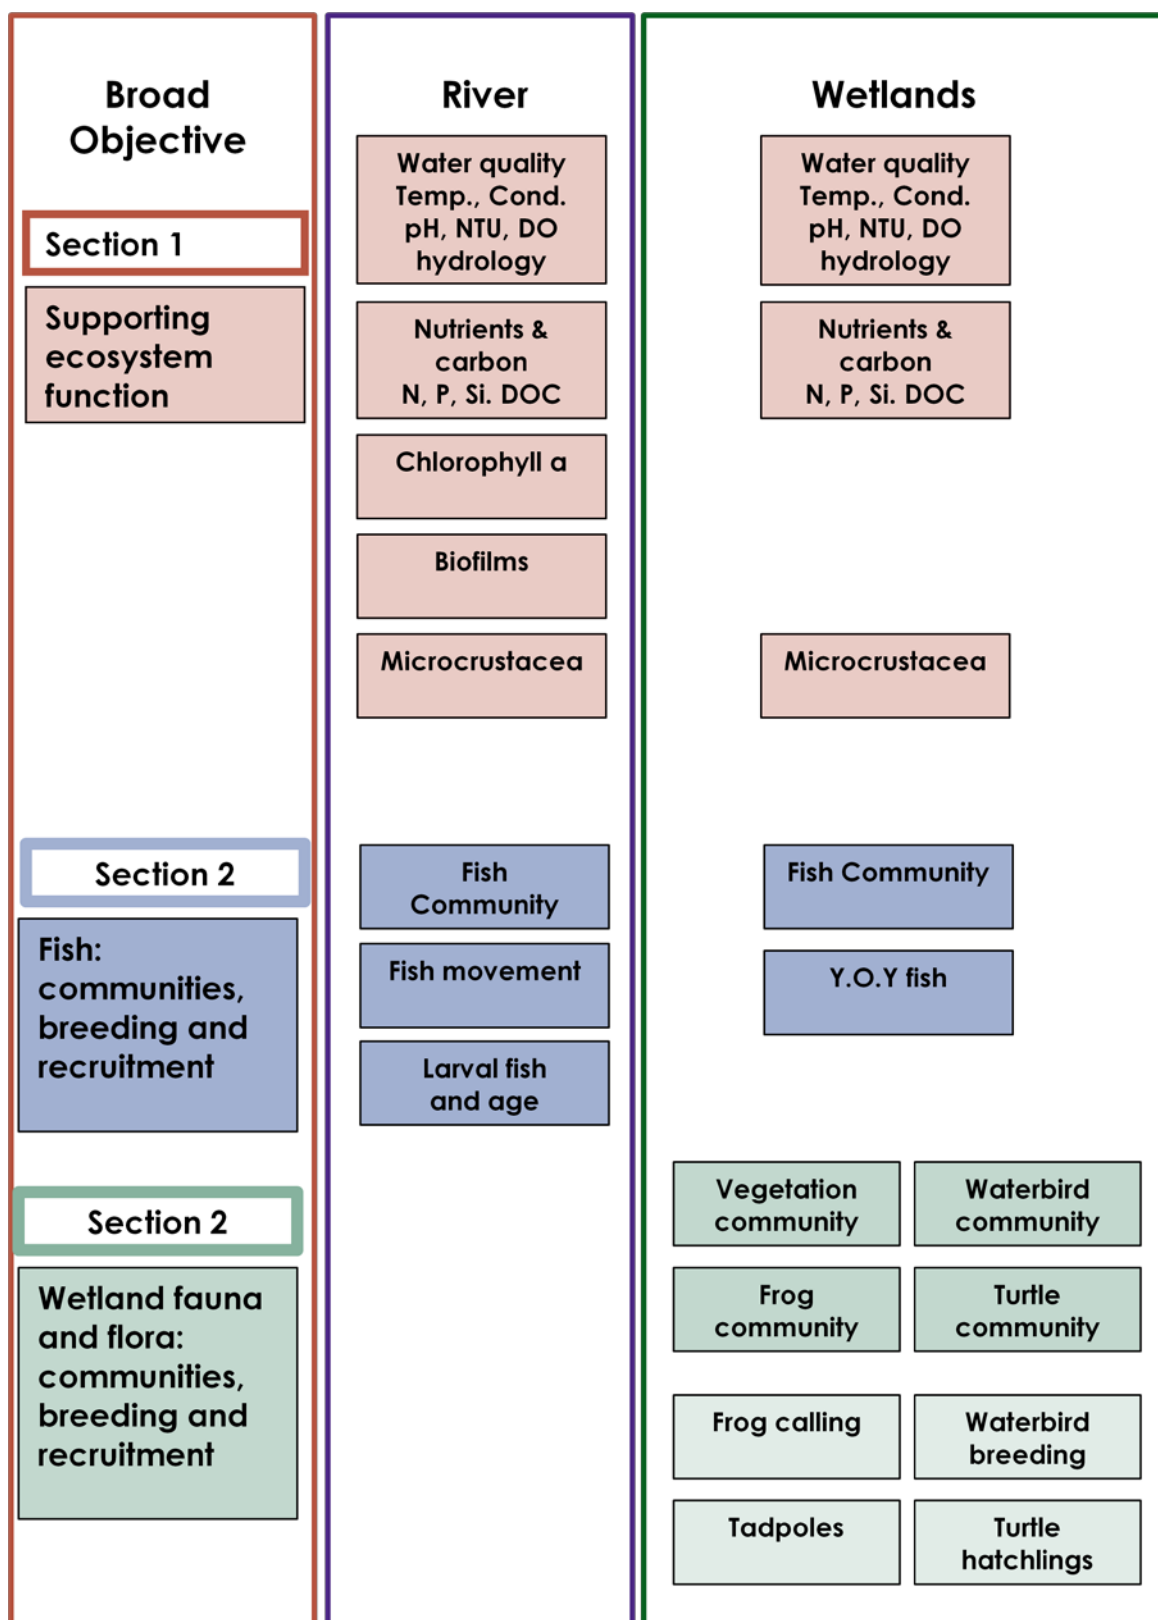 Broad
Objective
Section 1
Supporting
ecosystem
function
Section 2
Fish:
communities,
breeding and
recruitment
Section 2
Wetland fauna
and flora:
communities,
breeding and
recruitment
River
Water quality
Temp., Cond.
pH, NTU, DO
hydrology
Nutrients &
carbon
N, P, Si. DOC
Chlorophyll a
Biofilms
Microcrustacea
Fish
Community
Fish movement
Larval fish
and age
Wetlands
Water quality
Temp., Cond.
pH, NTU, DO
hydrology
Nutrients &
carbon
N, P, Si. DOC
Microcrustacea
Fish Community
Y.O.Y fish
Vegetation
community
Waterbird
community
Frog
community
Turtle
community
Frog calling
Waterbird
breeding
Tadpoles
Turtle
hatchlings